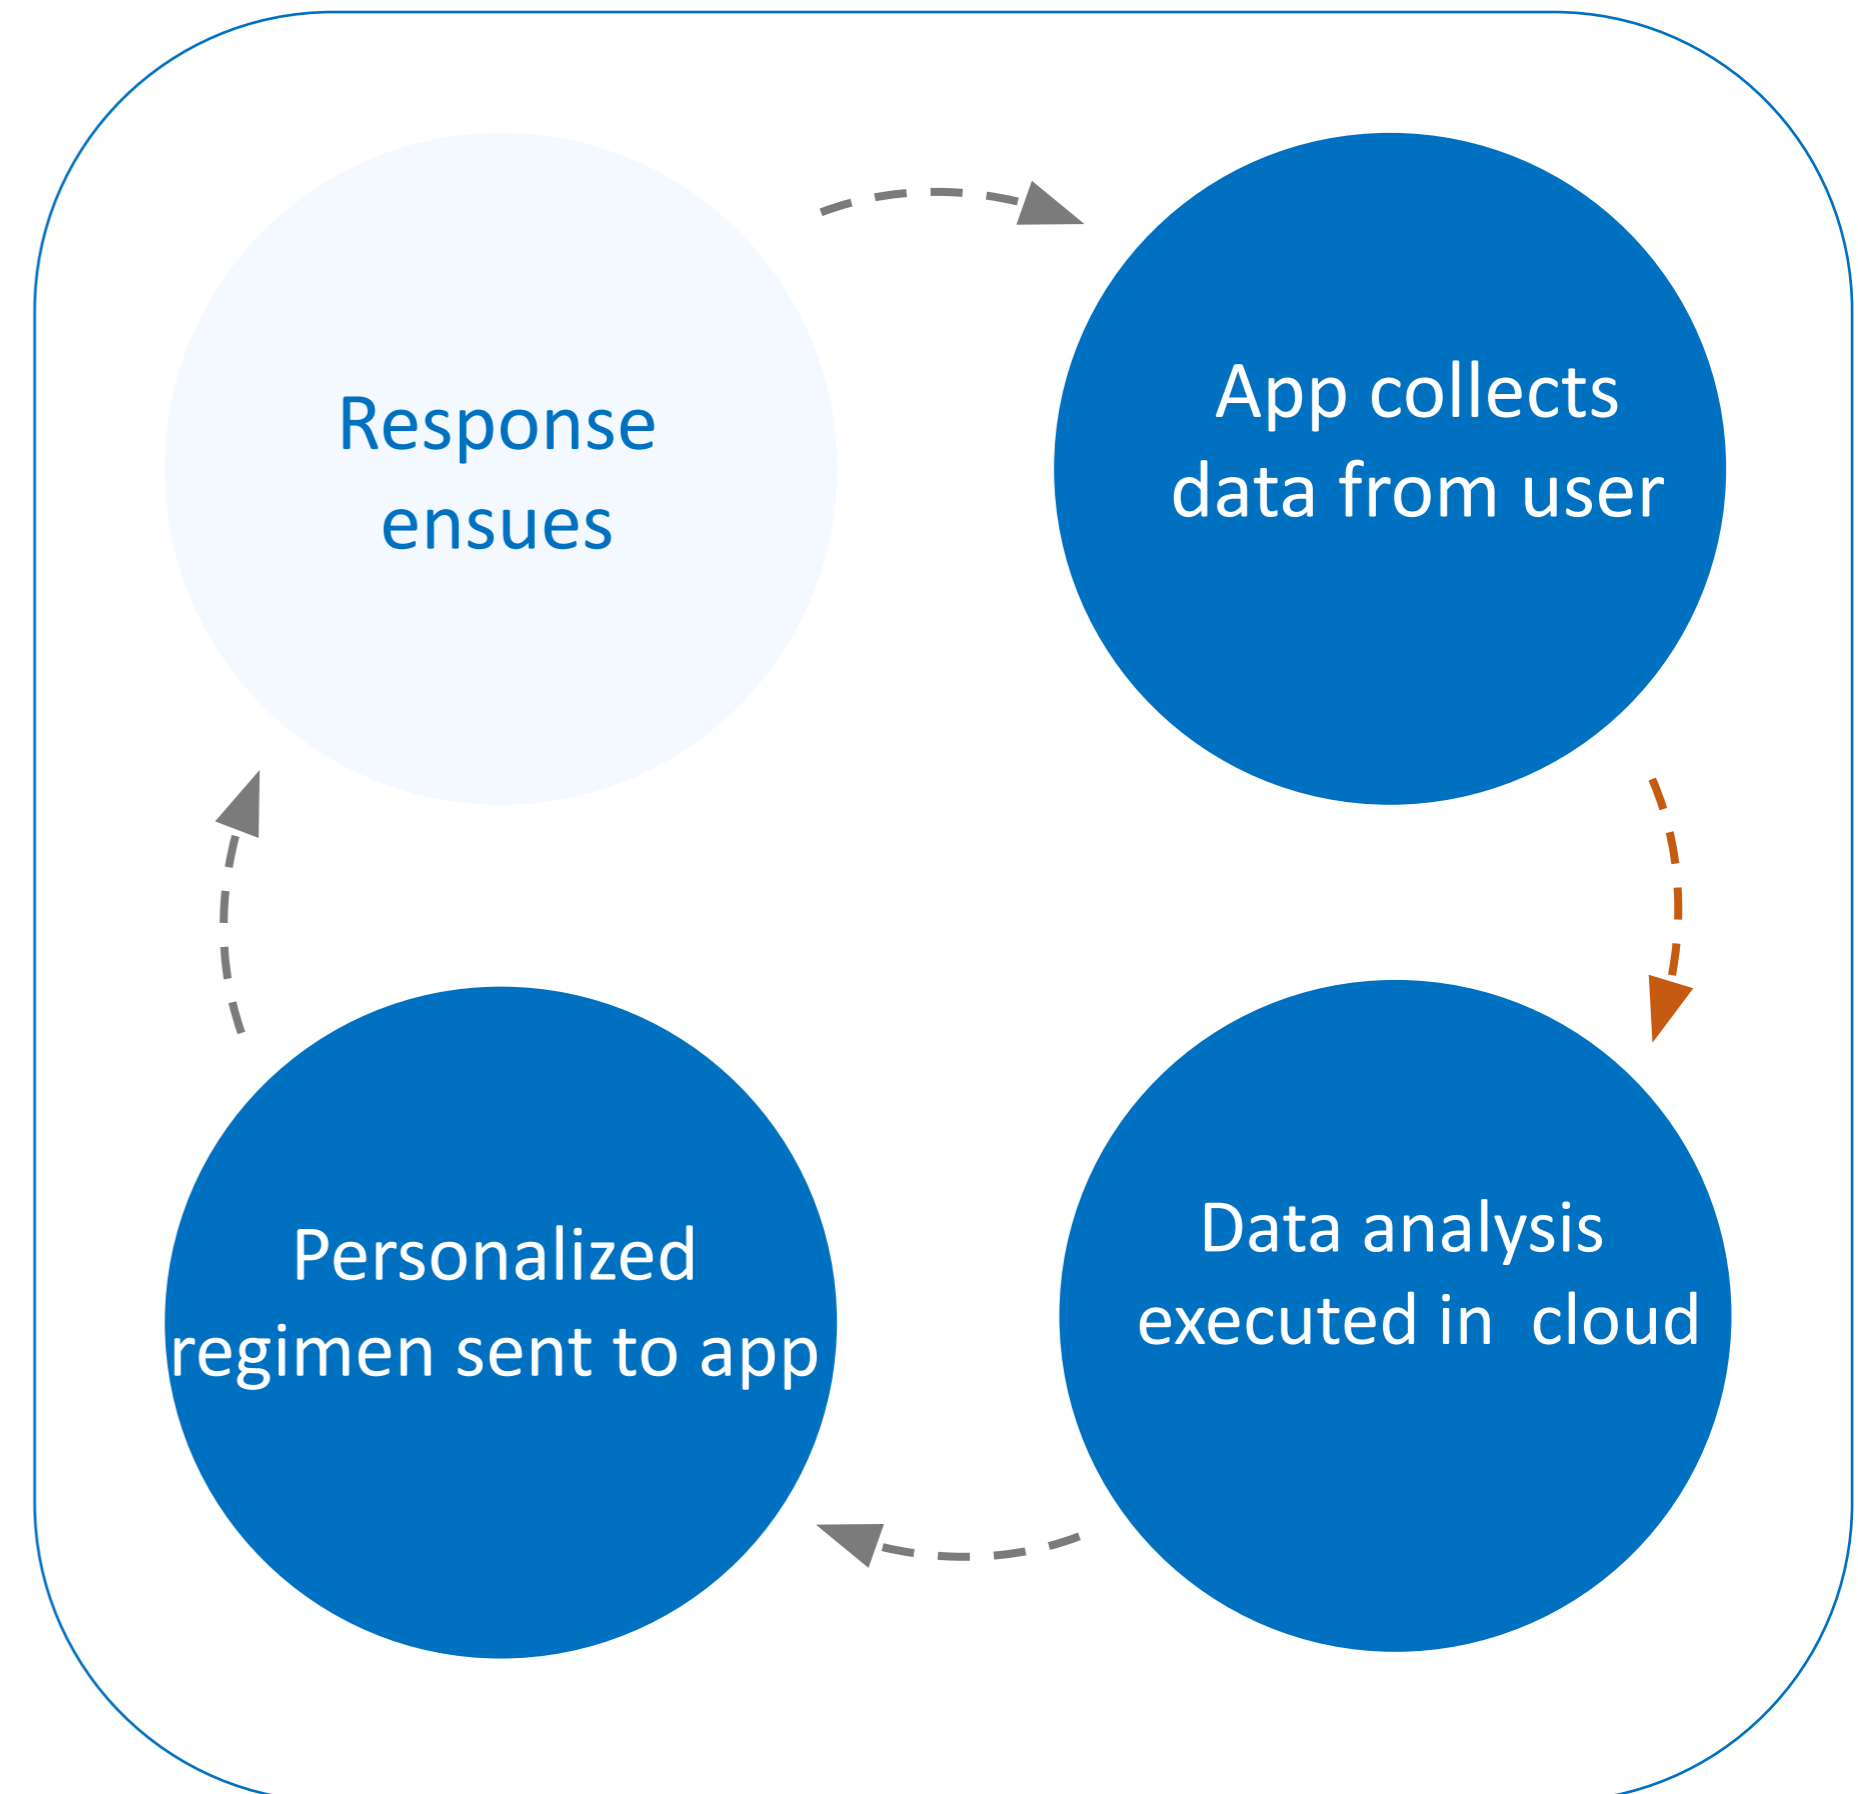 Response
ensues
App collects
data from user
Personalized
regimen sent to app
Data analysis
executed in  cloud